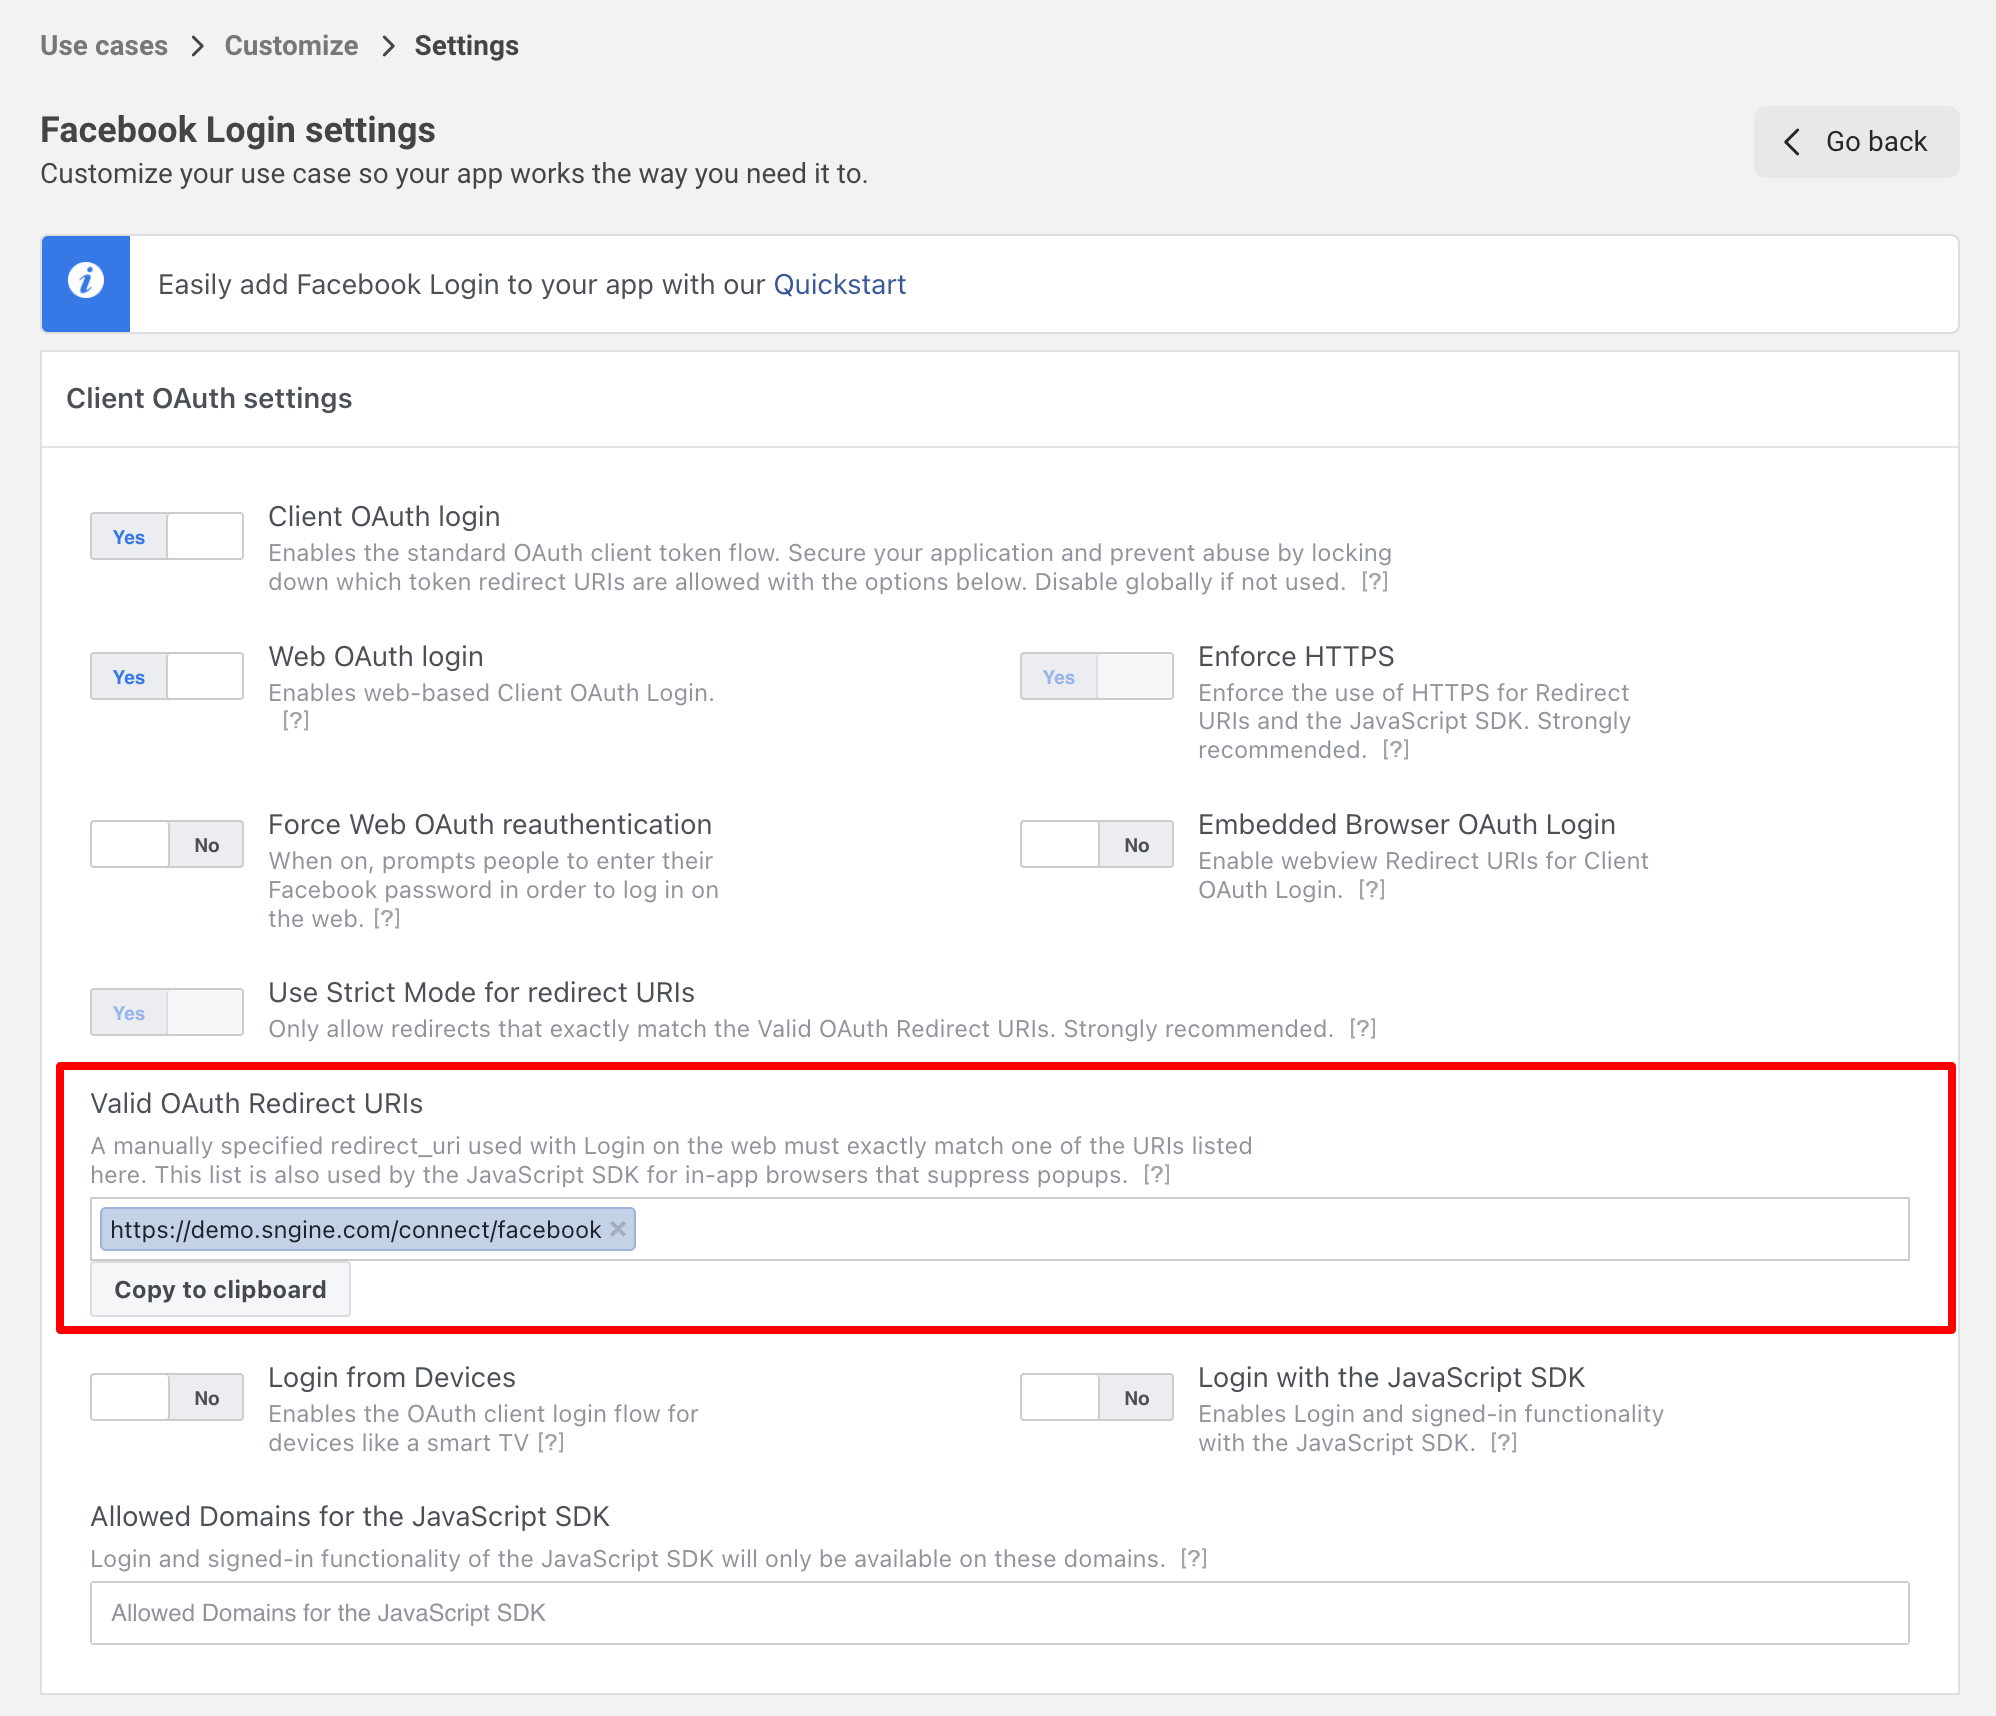 Use cases > Customize > Settings
Facebook Login settings
Customize your use case so your app works the way you need it to.
Go back
Easily add Facebook Login to your app with our Quickstart
Client OAuth settings
Yes
Client OAuth login
Enables the standard OAuth client token flow. Secure your application and prevent abuse by locking
down which token redirect URIs are allowed with the options below. Disable globally if not used. [?]
Yes
Web OAuth login
Enables web-based Client OAuth Login.
[?]
Yes
Enforce HTTPS
Enforce the use of HTTPS for Redirect
URIs and the JavaScript SDK. Strongly
recommended. [?]
No
Force Web OAuth reauthentication
When on, prompts people to enter their
Facebook password in order to log in on
the web. [?]
No
Embedded Browser OAuth Login
Enable webview Redirect URIs for Client
OAuth Login. [?]
Yes
Use Strict Mode for redirect URIs
Only allow redirects that exactly match the Valid OAuth Redirect URIs. Strongly recommended. [?]
Valid OAuth Redirect URIs
A manually specified redirect_uri used with Login on the web must exactly match one of the URIs listed
here. This list is also used by the JavaScript SDK for in-app browsers that suppress popups. [?]
https://demo.sngine.com/connect/facebook ×
Copy to clipboard
No
Login from Devices
Enables the OAuth client login flow for
devices like a smart TV [?]
No
Login with the JavaScript SDK
Enables Login and signed-in functionality
with the JavaScript SDK. [?]
Allowed Domains for the JavaScript SDK
Login and signed-in functionality of the JavaScript SDK will only be available on these domains. [?]
Allowed Domains for the JavaScript SDK